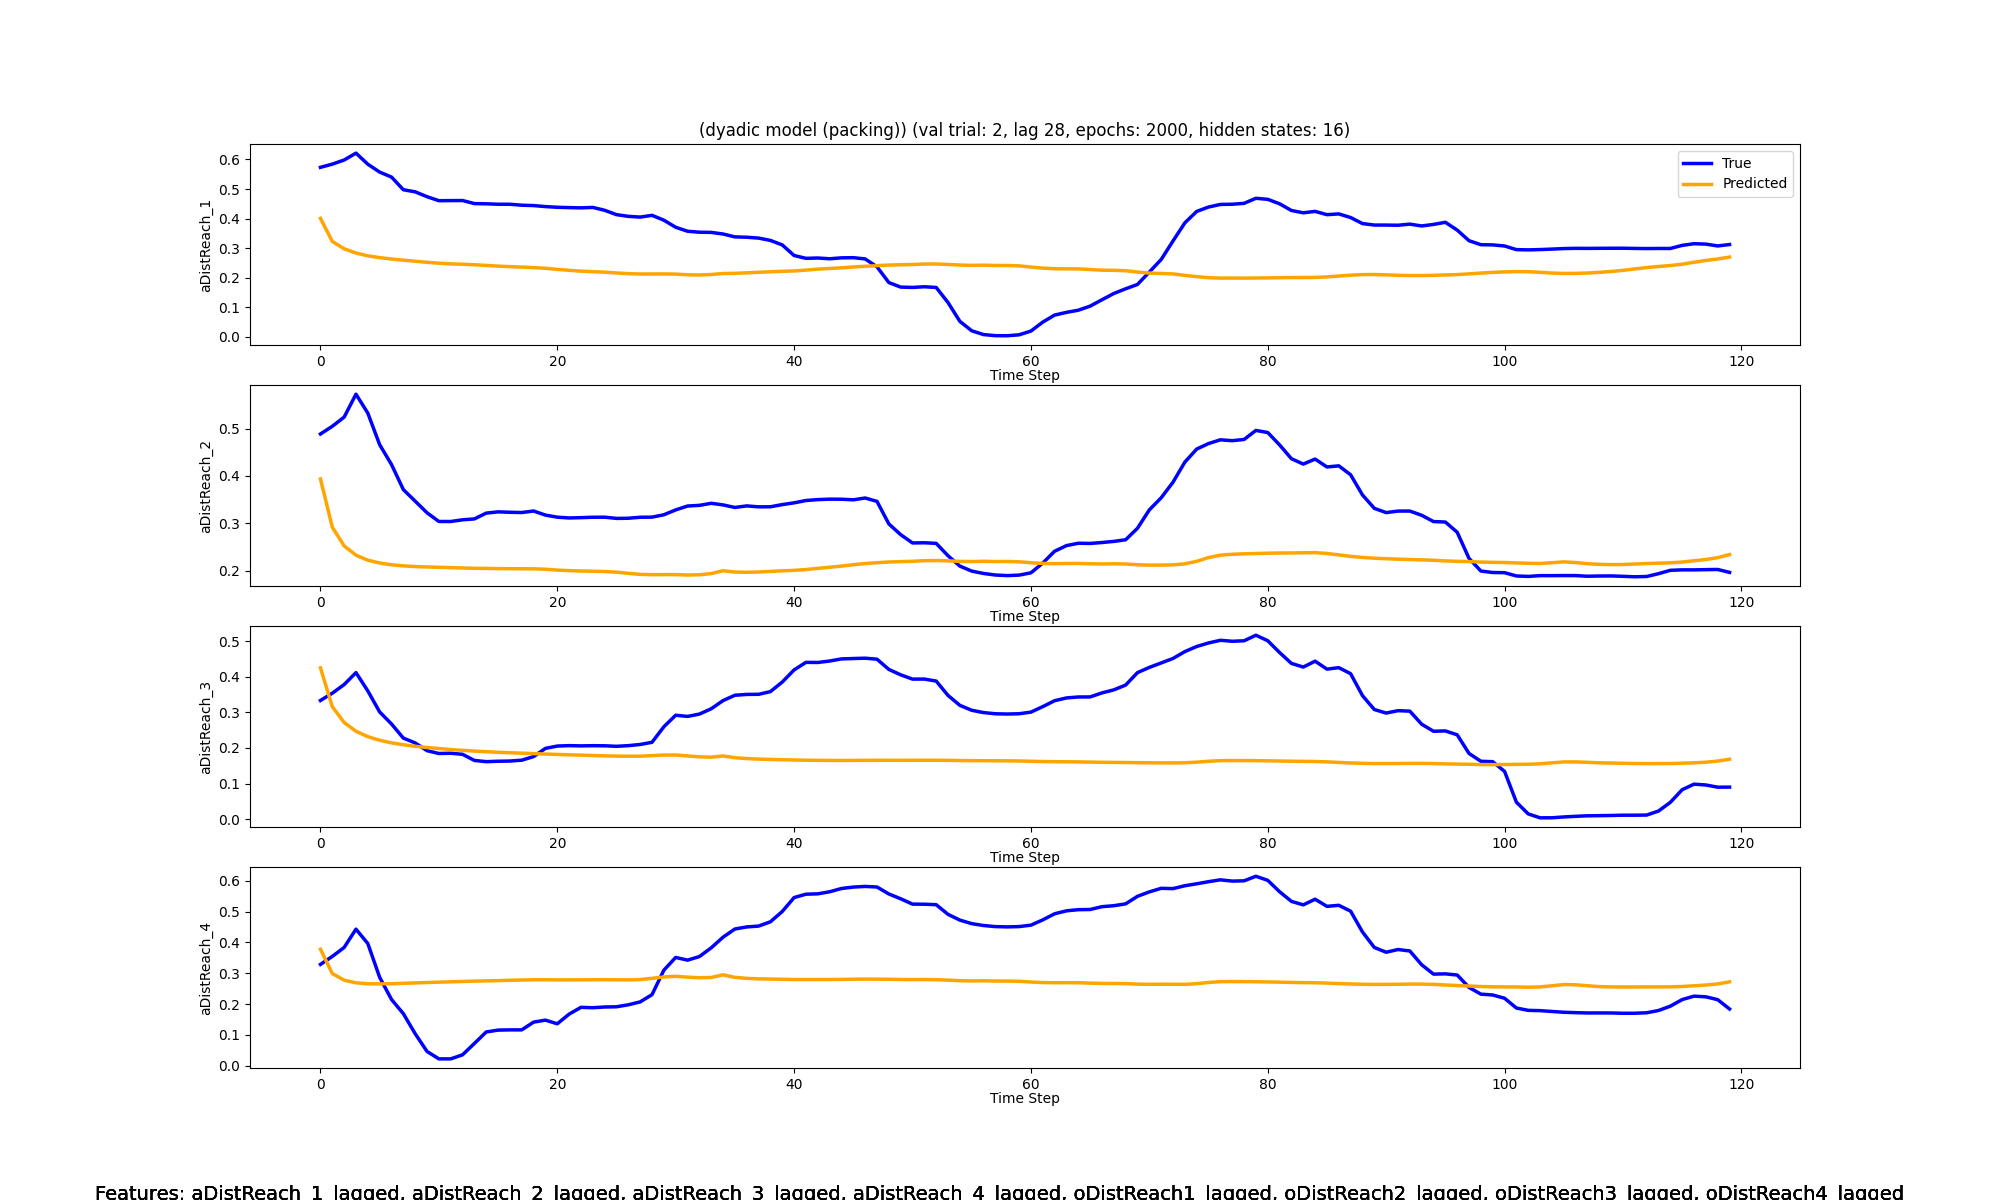 (dyadic model (packing)) (val trial: 2, lag 28, epochs: 2000, hidden states: 16)
True
Predicted
aDistReach_1
0.6
0.5
0.4
0.3
0.2
0.1
0.0
0 20 40 60 80 100 120
Time Step
aDistReach_2
0.5
0.4
0.3
0.2
0 20 40 60 80 100 120
Time Step
aDistReach_3
0.5
0.4
0.3
0.2
0.1
0.0
0 20 40 60 80 100 120
Time Step
aDistReach_4
0.6
0.5
0.4
0.3
0.2
0.1
0.0
0 20 40 60 80 100 120
Time Step
Features: aDistReach_1_lagged, aDistReach_2_lagged, aDistReach_3_lagged, aDistReach_4_lagged, oDistReach1_lagged, oDistReach2_lagged, oDistReach3_lagged, oDistReach4_lagged